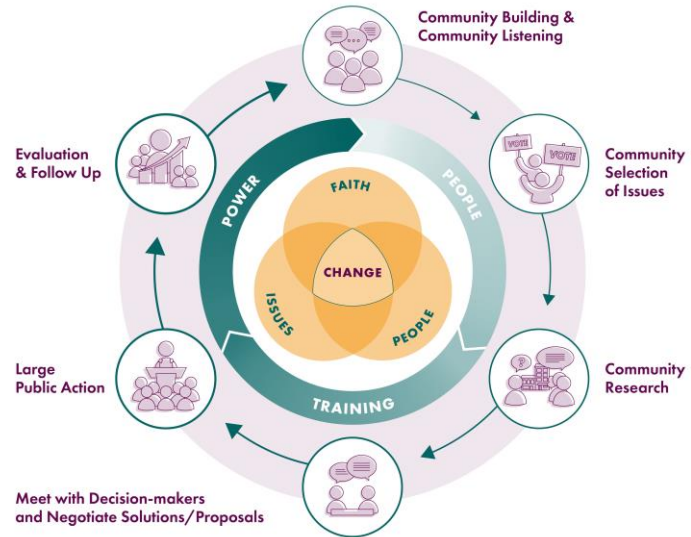 Community Building &
Community Listening
VOTE
VOTE
Community
Selection
of Issues
?
Community
Research
Meet with Decision-makers
and Negotiate Solutions/Proposals
Large
Public Action
Evaluation
& Follow Up
POWER
PEOPLE
TRAINING
FAITH
CHANGE
ISSUES
PEOPLE